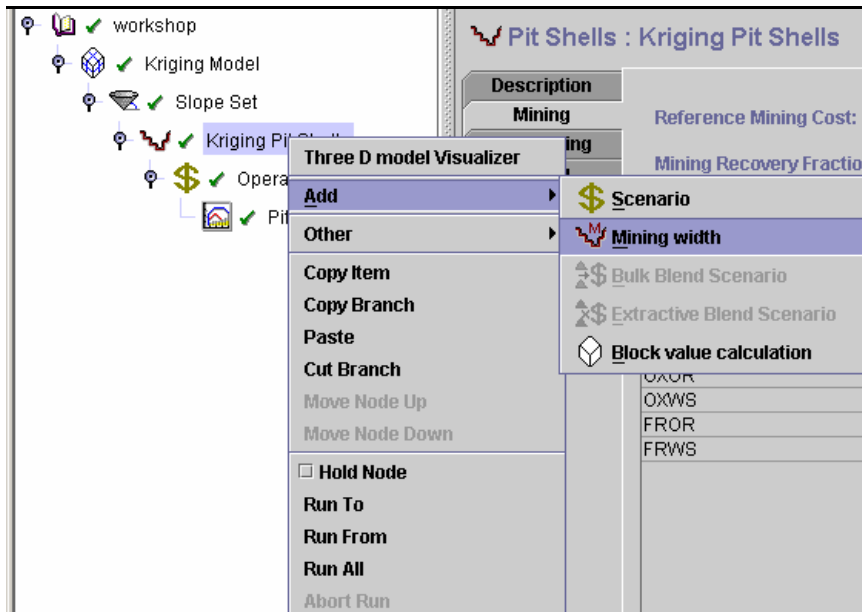 workshop
Kriging Model
Slope Set
Kriging Pit
Opera
Pit Shells : Kriging Pit Shells
Description
Mining
ing
Reference Mining Cost:
Mining Recovery Fractio
Three D model Visualizer
Add
Other
Copy Item
Copy Branch
Paste
Cut Branch
Move Node Up
Move Node Down
Hold Node
Run To
Run From
Run All
Abort Run
Scenario
Mining width
Bulk Blend Scenario
Extractive Blend Scenario
Block value calculation
OXOR
OXWS
FROR
FRWS